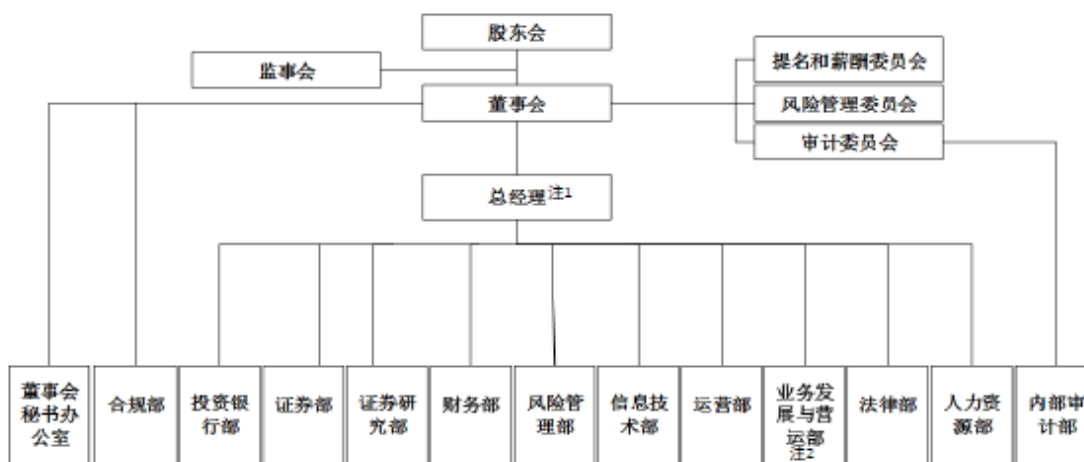 股东会
监事会
提名和薪酬委员会
董事会
风险管理委员会
审计委员会
总经理注1
董事会
秘书办
公室
合规部
投资银
行部
证券部
证券研
究部
财务部
风险管
理部
信息技
术部
运营部
业务发
展与营
运部
注2
法律部
人力资
源部
内部审
计部